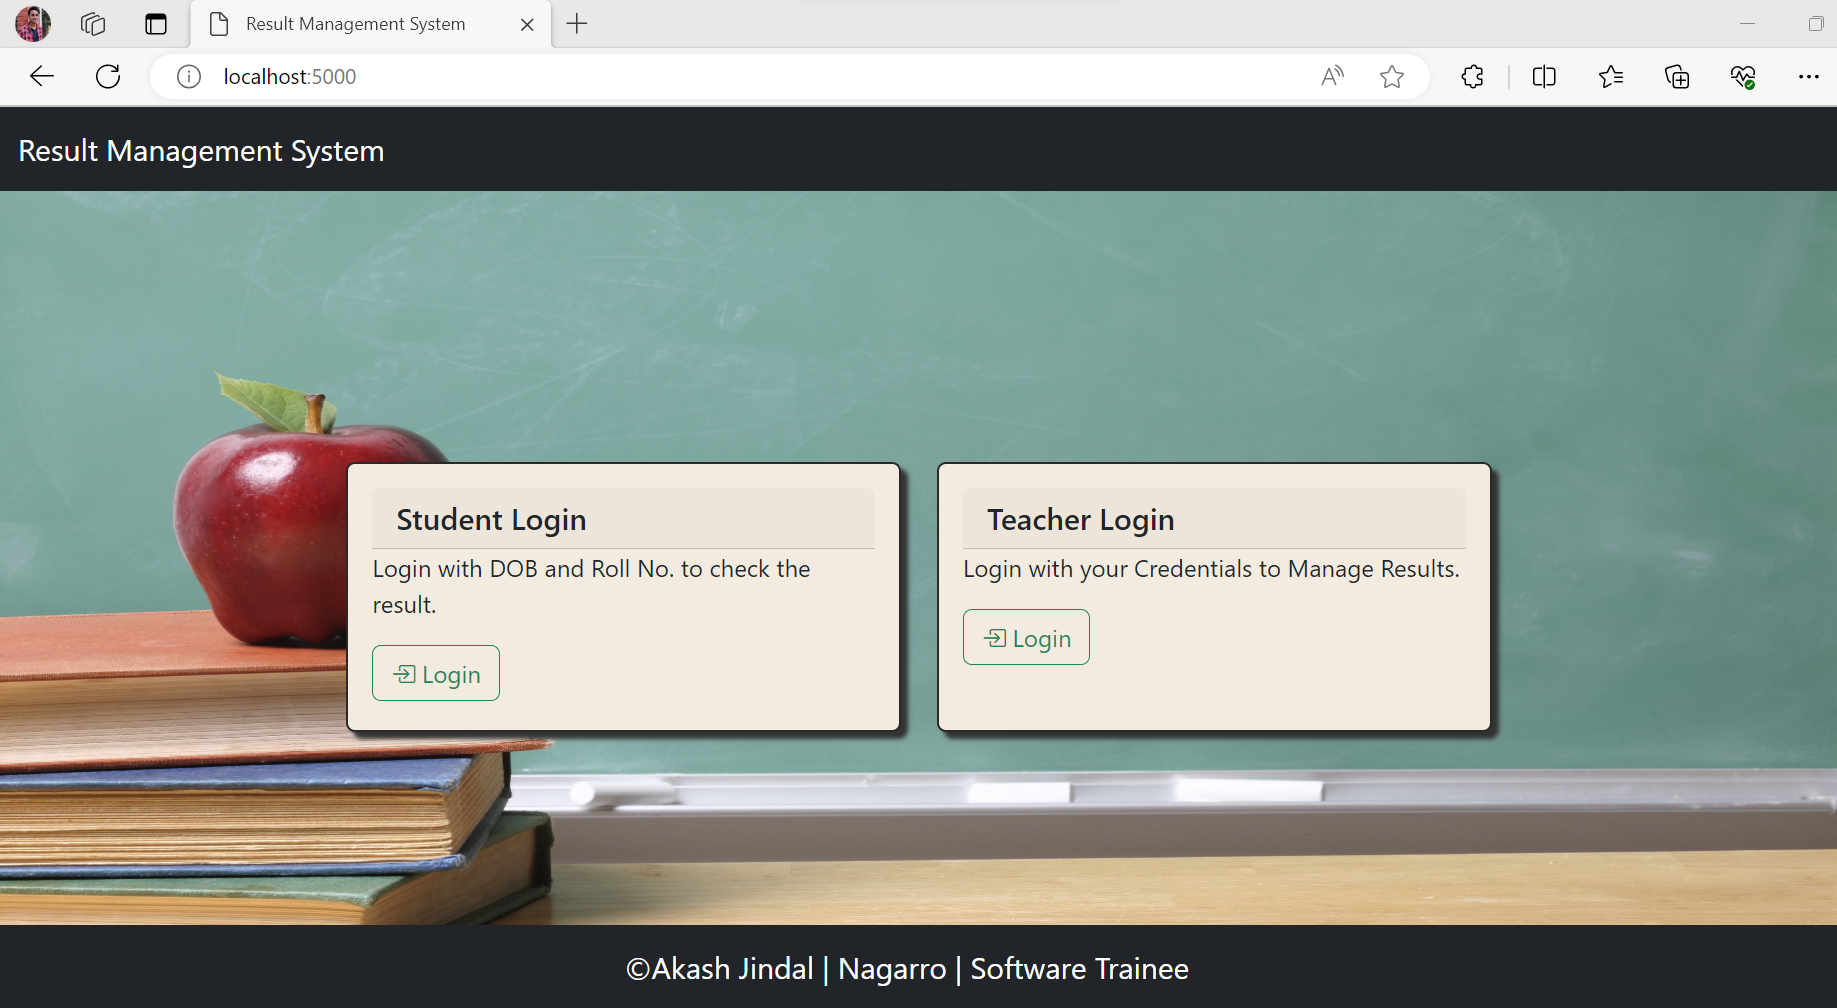 Result Management System
localhost:5000
Result Management System
Student Login
Login with DOB and Roll No. to check the
result.
Login
Teacher Login
Login with your Credentials to Manage Results.
Login
©Akash Jindal | Nagarro | Software Trainee